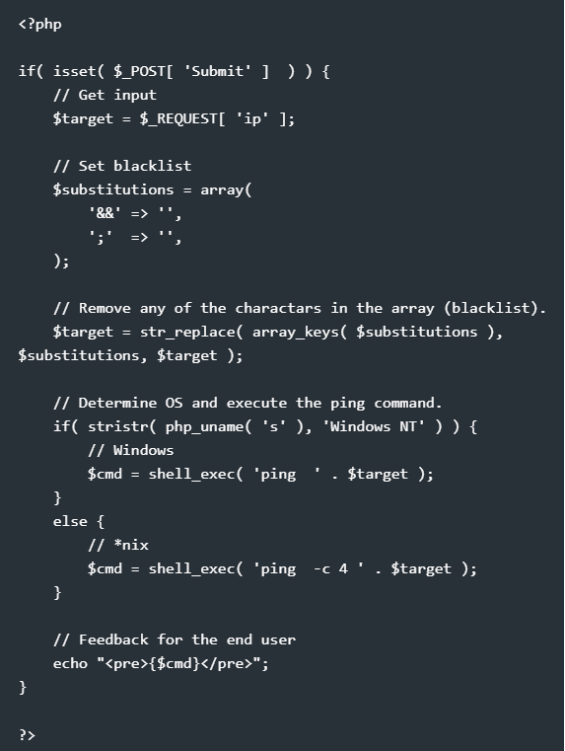 <?php

if( isset( $_POST[ 'Submit' ]  ) ) {
    // Get input
    $target = $_REQUEST[ 'ip' ];

    // Set blacklist
    $substitutions = array(
        '&&' => '',
        ';'  => '',
    );

    // Remove any of the charactars in the array (blacklist).
    $target = str_replace( array_keys( $substitutions ),
$substitutions, $target );

    // Determine OS and execute the ping command.
    if( stristr( php_uname( 's' ), 'Windows NT' ) ) {
        // Windows
        $cmd = shell_exec( 'ping  ' . $target );
    }
    else {
        // *nix
        $cmd = shell_exec( 'ping  -c 4 ' . $target );
    }

    // Feedback for the end user
    echo "<pre>{$cmd}</pre>";
}

?>